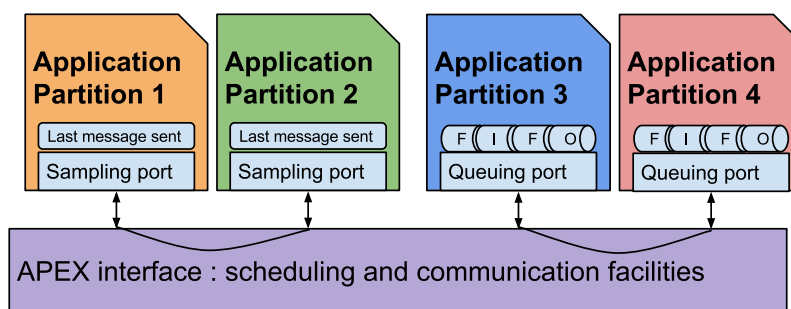 Application
Partition 1
Last message sent
Sampling port
Application
Partition 2
Last message sent
Sampling port
Application
Partition 3
F I F O
Queuing port
Application
Partition 4
F I F O
Queuing port
APEX interface : scheduling and communication facilities